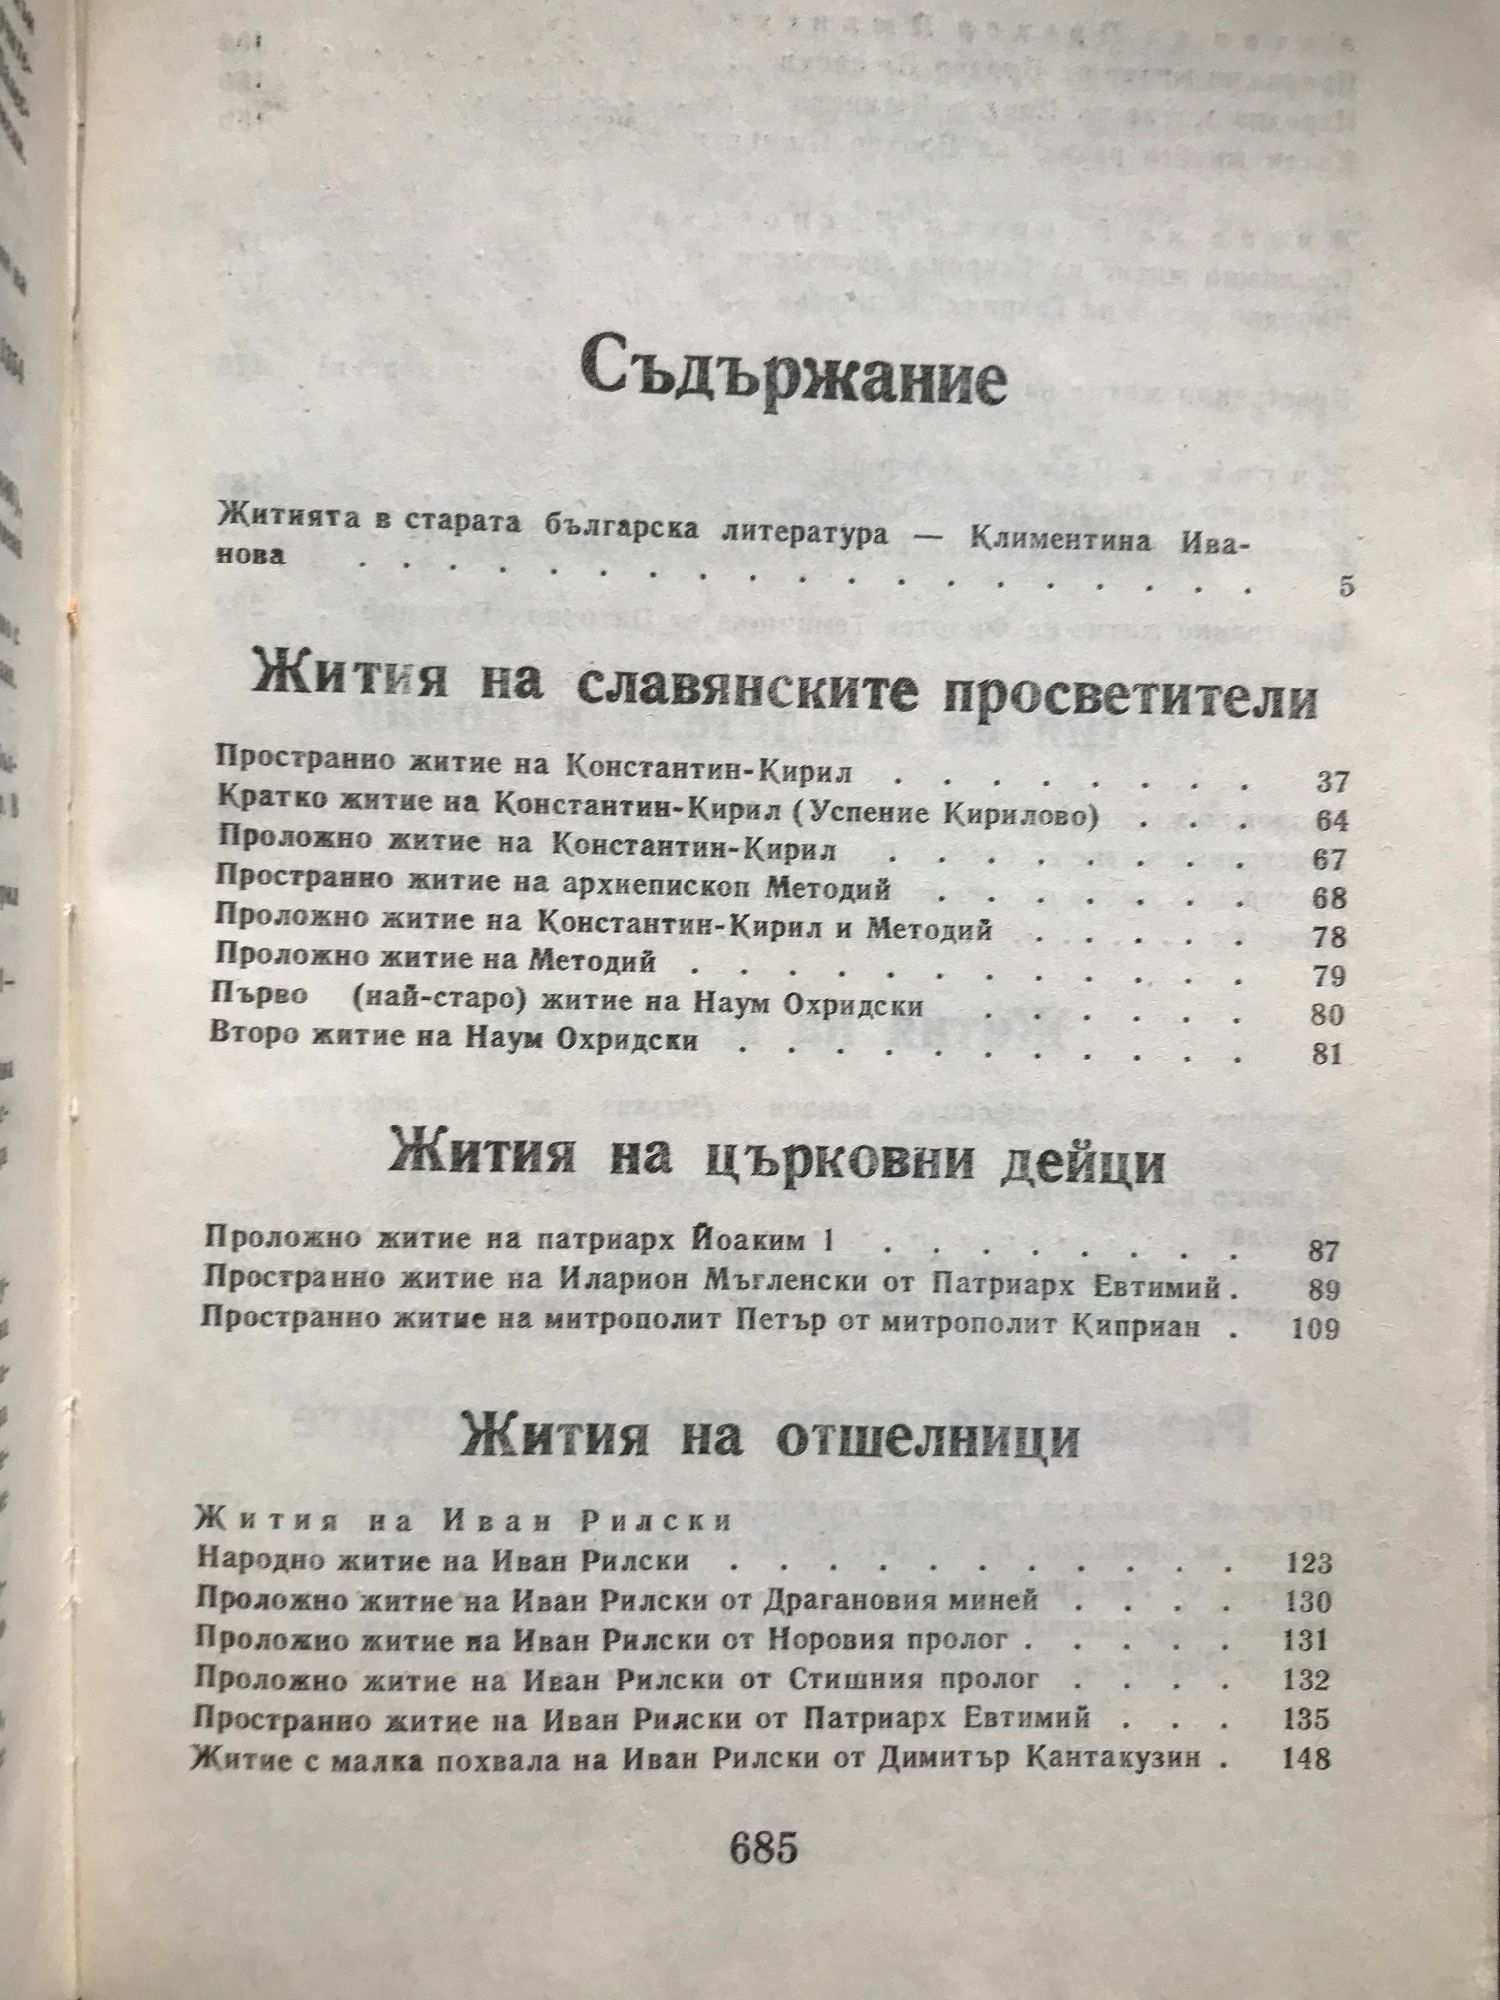 Съдържание
Житията в старата българска литература — Климентина Ива-
нова . . . . . . . . . . . . . . . . . . . 5
Жития на славянските просветители
Пространно житие на Константин-Кирил . . . . . . . . 37
Кратко житие на Константин-Кирил (Успение Кирилово) . . . 64
Проложно житие на Константин-Кирил . . . . . . . . 67
Пространно житие на архиепископ Методий . . . . . . . 68
Проложно житие на Константин-Кирил и Методий . . . . . 78
Проложно житие на Методий . . . . . . . . . . . . 79
Първо (най-старо) житие на Наум Охридски . . . . . . 80
Второ житие на Наум Охридски . . . . . . . . . . . 81
Жития на църковни дейци
Проложно житие на патриарх Йоаким 1 . . . . . . . . 87
Пространно житие на Иларион Мъгленски от Патриарх Евтимий . 89
Пространно житие на митрополит Петър от митрополит Киприан . 109
Жития на отшелници
Жития на Иван Рилски
Народно житие на Иван Рилски . . . . . . . . . . . 123
Проложно житие на Иван Рилски от Драгановия миней . . . . 130
Проложно житие на Иван Рилски от Норовия пролог . . . . . 131
Проложно житие на Иван Рилски от Стишния пролог . . . . 132
Пространно житие на Иван Рилски от Патриарх Евтимий . . . 135
Житие с малка похвала на Иван Рилски от Димитър Кантакузин . 148
685